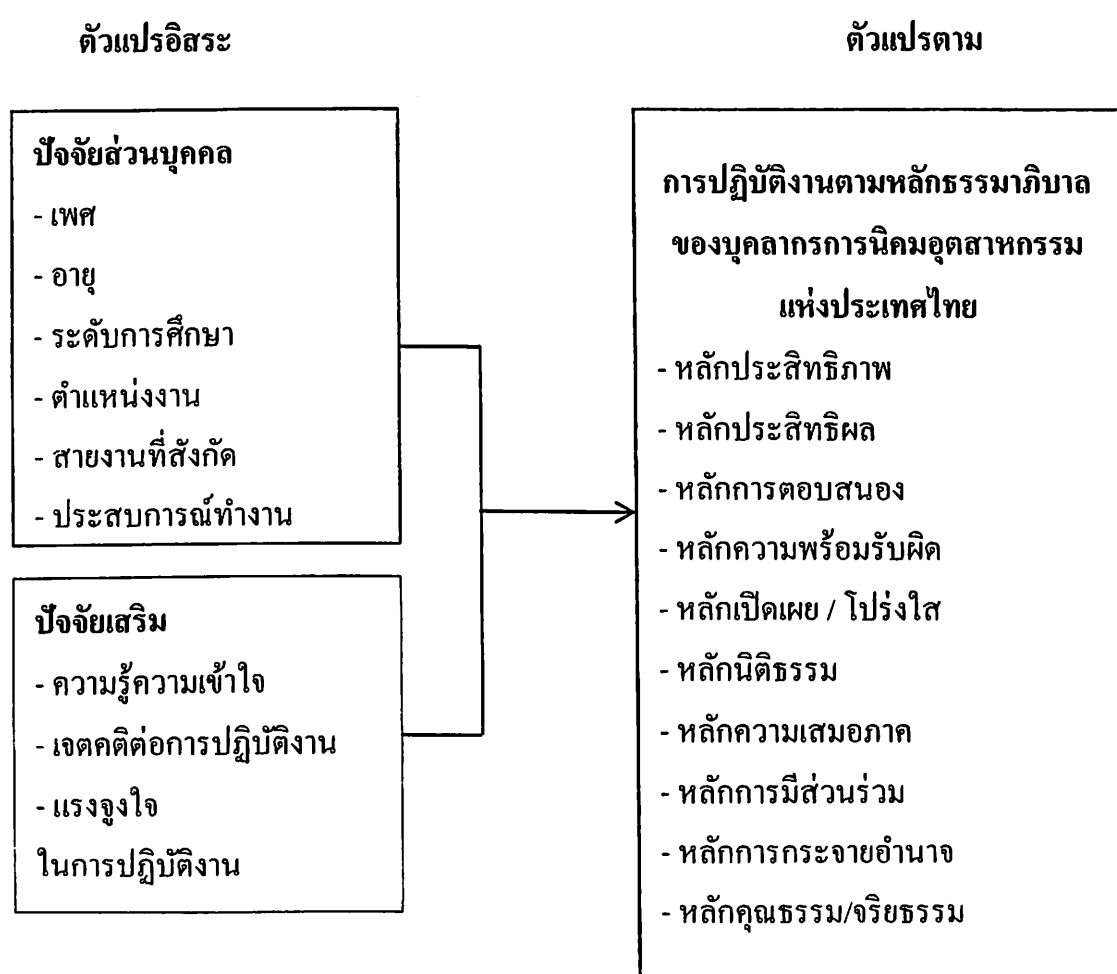 ตัวแปรอิสระ
ตัวแปรตาม
ปัจจัยส่วนบุคคล
- เพศ
- อายุ
- ระดับการศึกษา
- ตำแหน่งงาน
- สายงานที่สังกัด
- ประสบการณ์ทำงาน
ปัจจัยเสริม
- ความรู้ความเข้าใจ
- เจตคติต่อการปฏิบัติงาน
- แรงจูงใจ
ในการปฏิบัติงาน
การปฏิบัติงานตามหลักธรรมาภิบาล
ของบุคลากรการนิคมอุตสาหกรรม
แห่งประเทศไทย
- หลักประสิทธิภาพ
- หลักประสิทธิผล
- หลักการตอบสนอง
- หลักความพร้อมรับผิด
- หลักเปิดเผย / โปร่งใส
- หลักนิติธรรม
- หลักความเสมอภาค
- หลักการมีส่วนร่วม
- หลักการกระจายอำนาจ
- หลักคุณธรรม/จริยธรรม